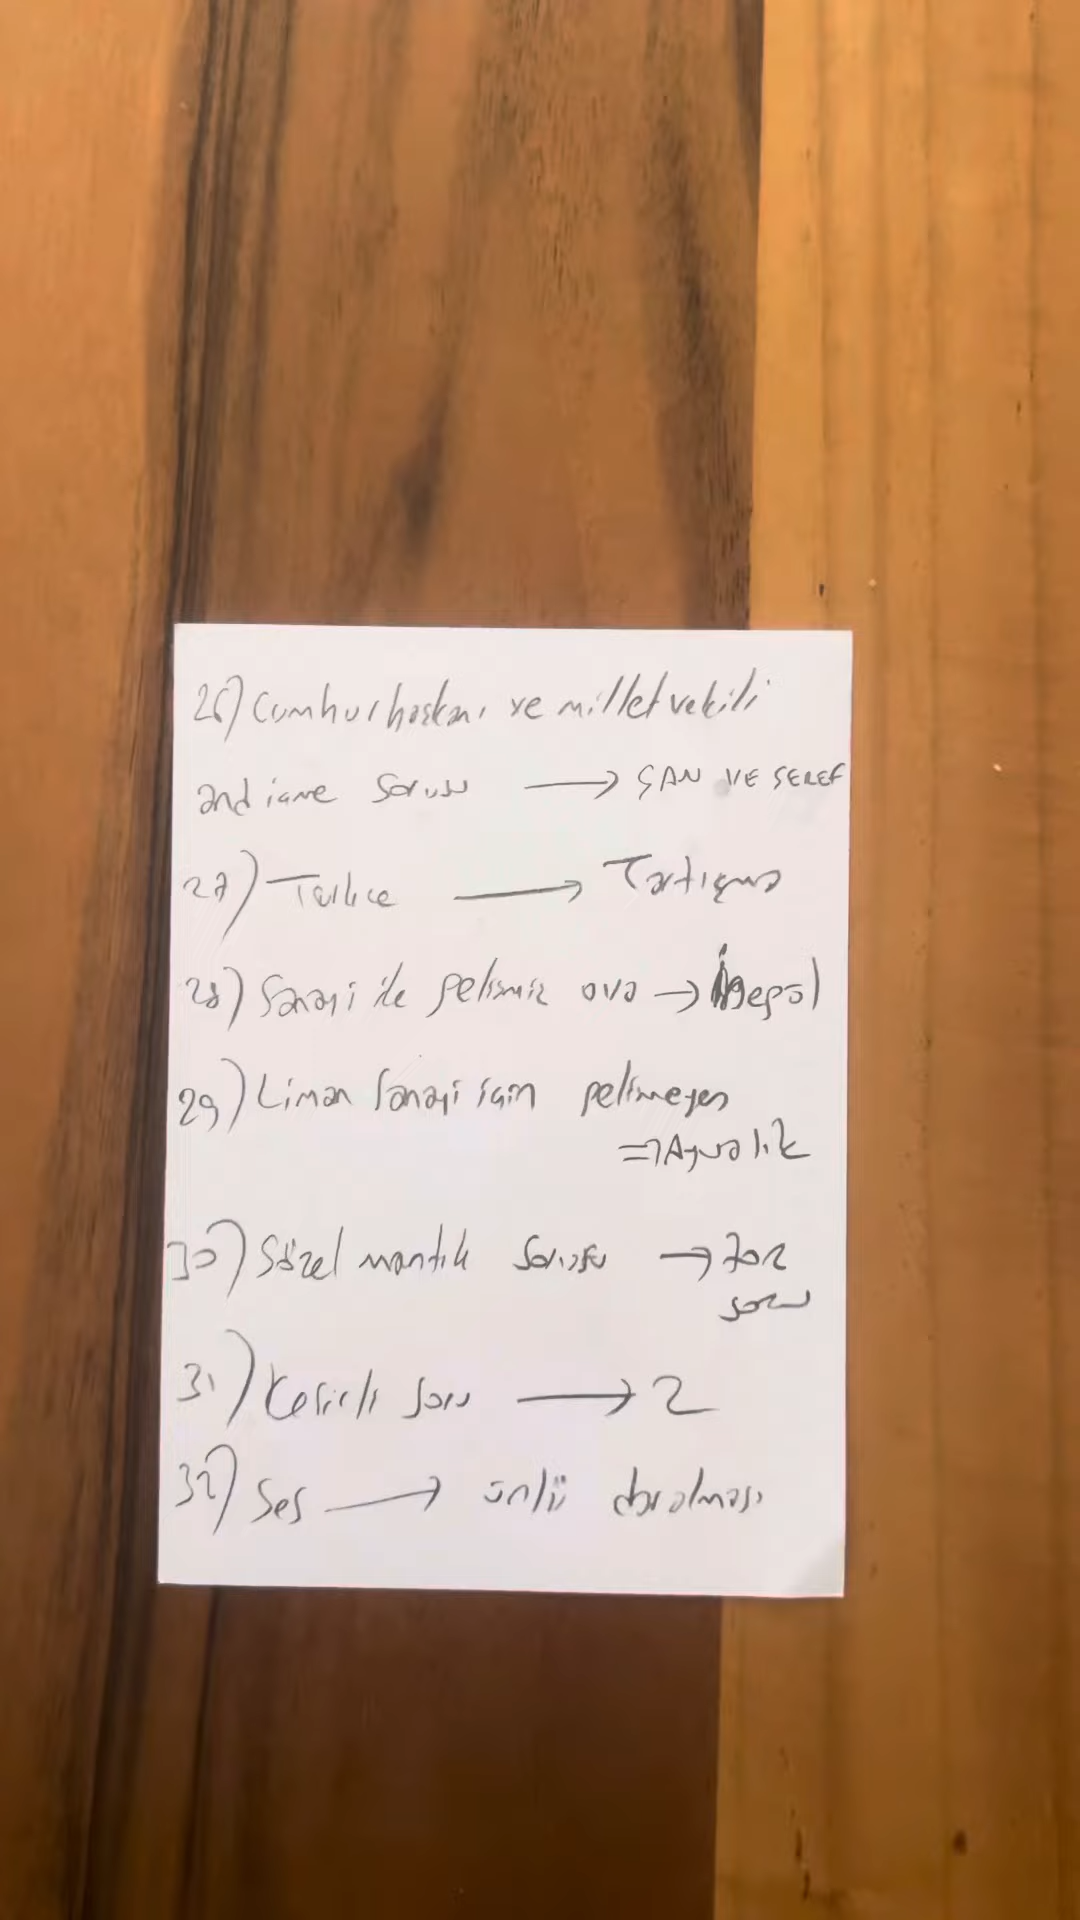 26) Cumhurbaşkanı ve milletvekili
andiçme sorusu → ŞAN VE ŞEREF
27) Türkçe → Tartışma
28) Sanayi ile gelişmiş ova → İnegöl
29) Liman sanayi için gelişmeyen
⇒ Ayvalık
30) Sözel mantık sorusu → zor
soru
31) Kesirli soru → 2
32) Ses → ünlü daralması